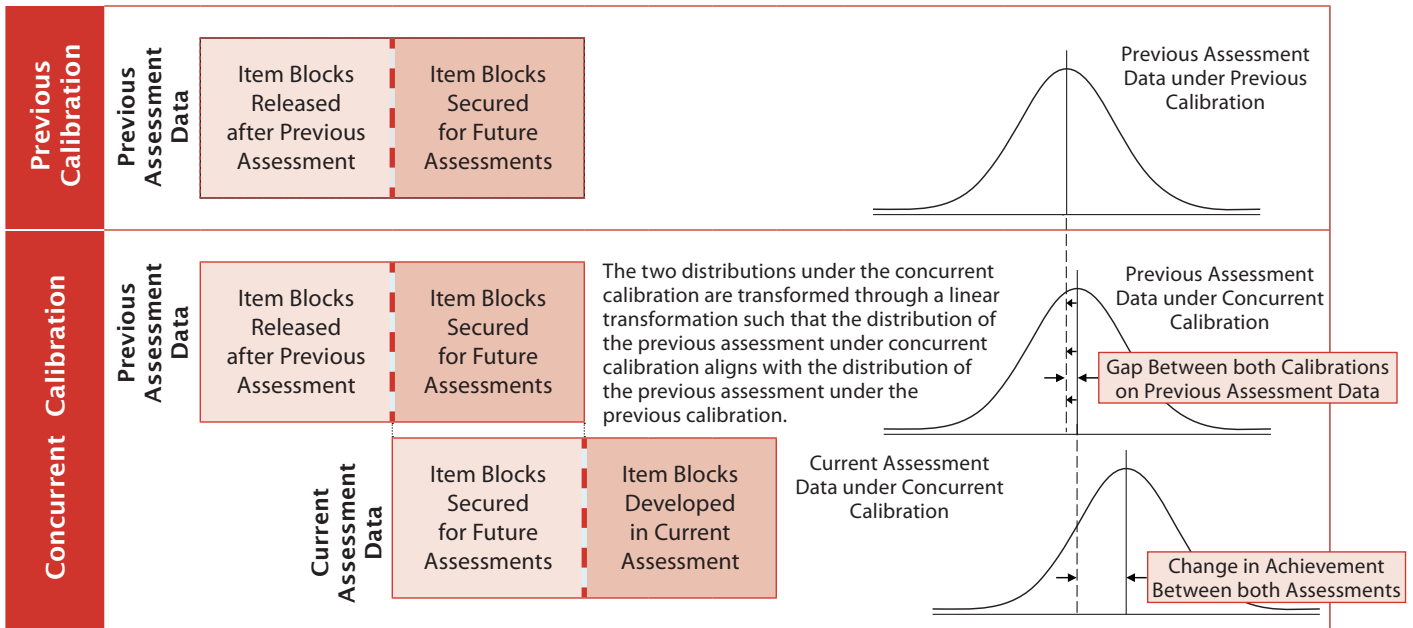 Previous
Calibration
Previous
Assessment
Data
Item Blocks
Released
after Previous
Assessment
Item Blocks
Secured
for Future
Assessments
Previous Assessment
Data under Previous
Calibration
Concurrent Calibration
Previous
Assessment
Data
Item Blocks
Released
after Previous
Assessment
Item Blocks
Secured
for Future
Assessments
The two distributions under the concurrent
calibration are transformed through a linear
transformation such that the distribution of
the previous assessment under concurrent
calibration aligns with the distribution of
the previous assessment under the
previous calibration.
Previous Assessment
Data under Concurrent
Calibration
Gap Between both Calibrations
on Previous Assessment Data
Current
Assessment
Data
Item Blocks
Secured
for Future
Assessments
Item Blocks
Developed
in Current
Assessment
Current Assessment
Data under Concurrent
Calibration
Change in Achievement
Between both Assessments